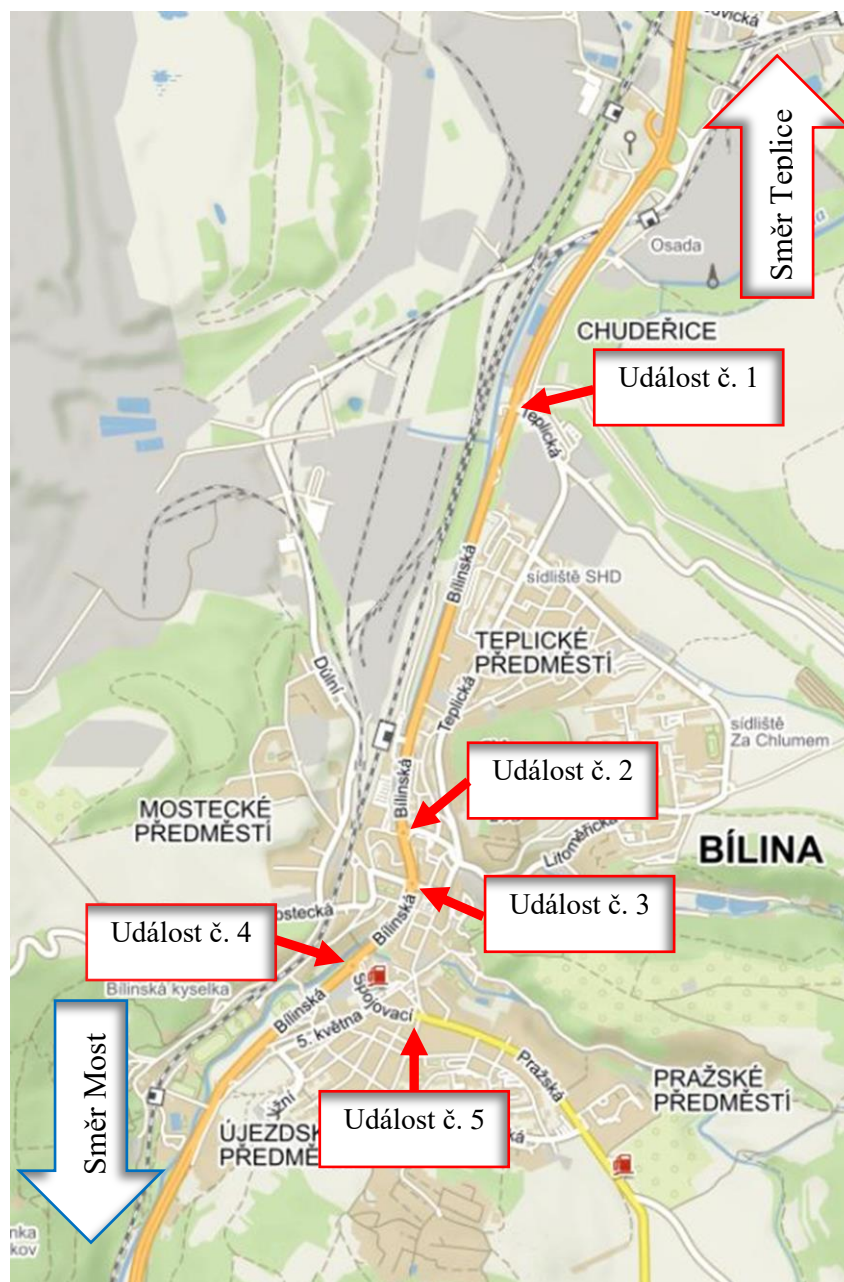 Směr Teplice
Osada
CHUDEŘICE
Událost č. 1
Teplická
Bílinská
sídliště SHD
TEPLICKÉ
PŘEDMĚSTÍ
Důlní
Teplická
sídliště
Za Chlumem
Událost č. 2
Bílinská
MOSTECKÉ
PŘEDMĚSTÍ
Litoměřická
BÍLINA
Událost č. 3
Událost č. 4
Bílinská
Bílinská kyselka
Bílinská
Spojovací
5. května
Směr Most
Pražská
PRAŽSKÉ
PŘEDMĚSTÍ
Událost č. 5